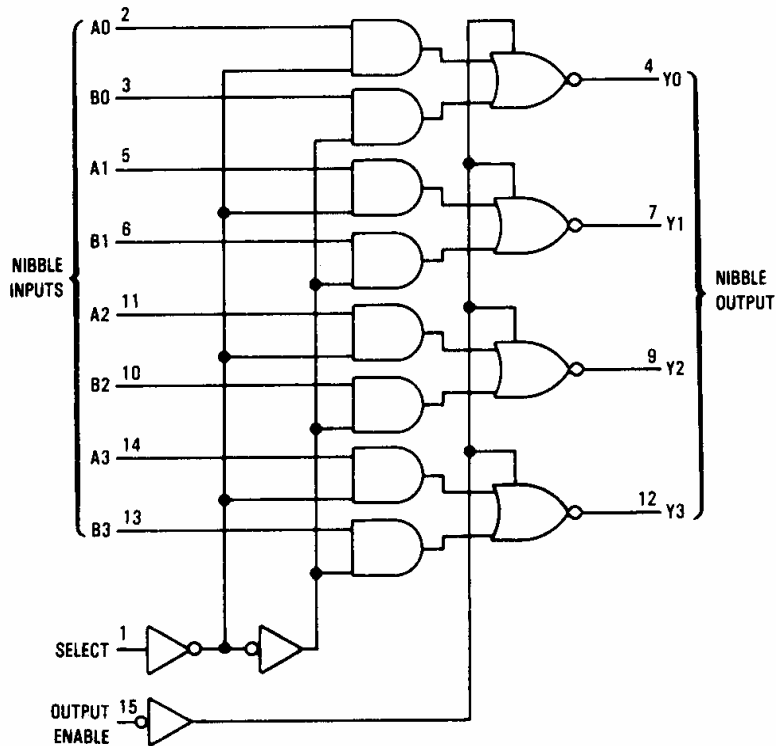 A0 2
B0 3
A1 5
B1 6
NIBBLE
INPUTS
A2 11
B2 10
A3 14
B3 13
4 Y0
7 Y1
NIBBLE
OUTPUT
9 Y2
12 Y3
SELECT 1
OUTPUT
ENABLE
15